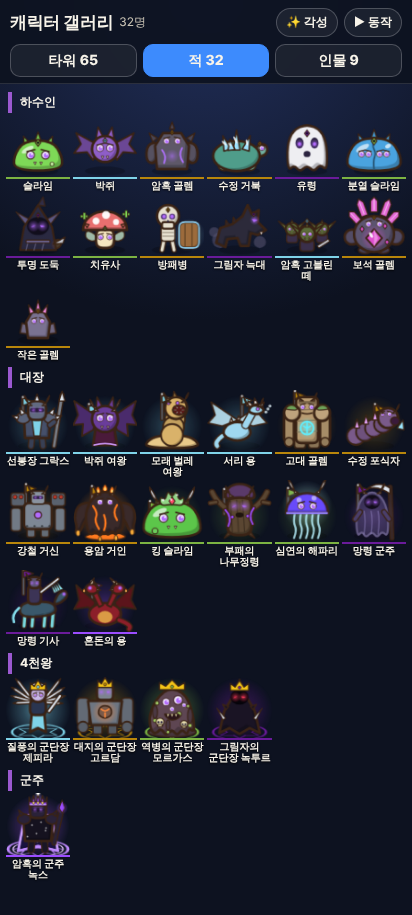 캐릭터 갤러리 32명
✨ 각성
▶ 동작
타워 65
적 32
인물 9
하수인
슬라임
박쥐
암흑 골렘
수정 거북
유령
분열 슬라임
투명 도둑
치유사
방패병
그림자 늑대
암흑 고블린
떼
보석 골렘
작은 골렘
대장
선봉장 그락스
박쥐 여왕
모래 벌레
여왕
서리 용
고대 골렘
수정 포식자
강철 거신
용암 거인
킹 슬라임
부패의
나무정령
심연의 해파리
망령 군주
망령 기사
혼돈의 용
4천왕
질풍의 군단장
제피라
대지의 군단장
고르담
역병의 군단장
모르가스
그림자의
군단장 녹투르
군주
암흑의 군주
녹스